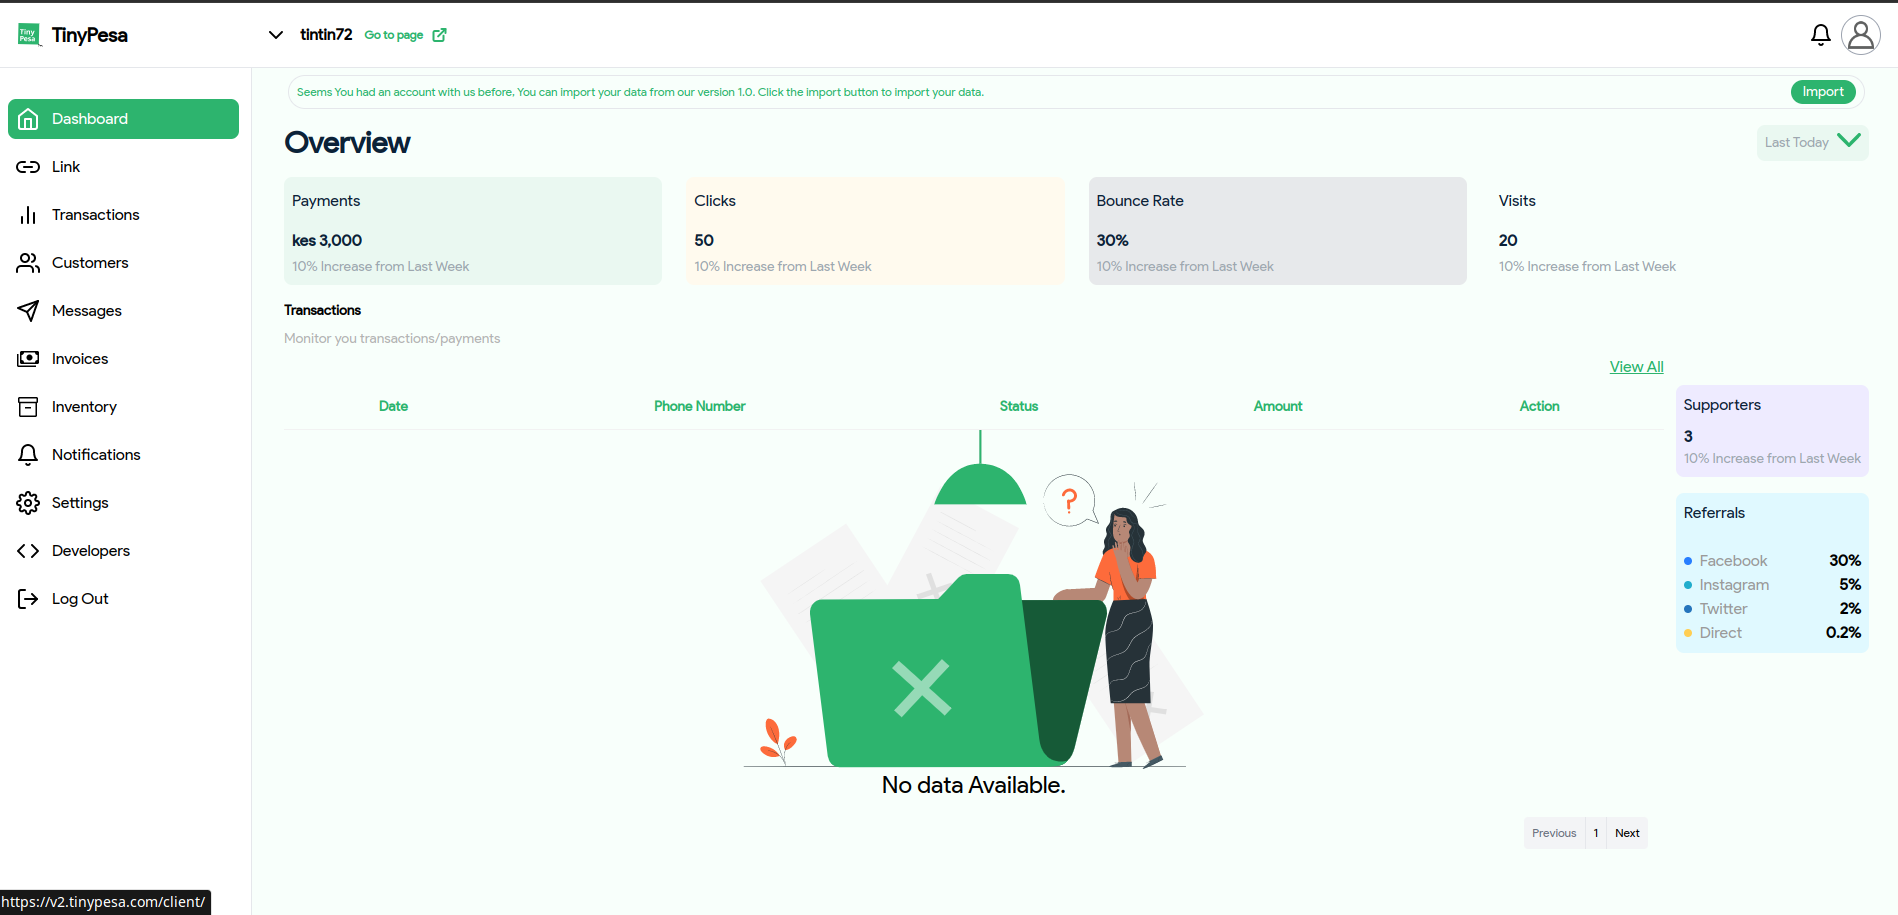 Tiny
Pesa
TinyPesa
tintin72 Go to page
Seems You had an account with us before, You can import your data from our version 1.0. Click the import button to import your data.
Import
Dashboard
Link
Transactions
Customers
Messages
Invoices
Inventory
Notifications
Settings
Developers
Log Out
Overview
Last Today
Payments
kes 3,000
10% Increase from Last Week
Clicks
50
10% Increase from Last Week
Bounce Rate
30%
10% Increase from Last Week
Visits
20
10% Increase from Last Week
Transactions
Monitor you transactions/payments
View All
Date Phone Number Status Amount Action
?
No data Available.
Previous 1 Next
Supporters
3
10% Increase from Last Week
Referrals
Facebook 30%
Instagram 5%
Twitter 2%
Direct 0.2%
https://v2.tinypesa.com/client/